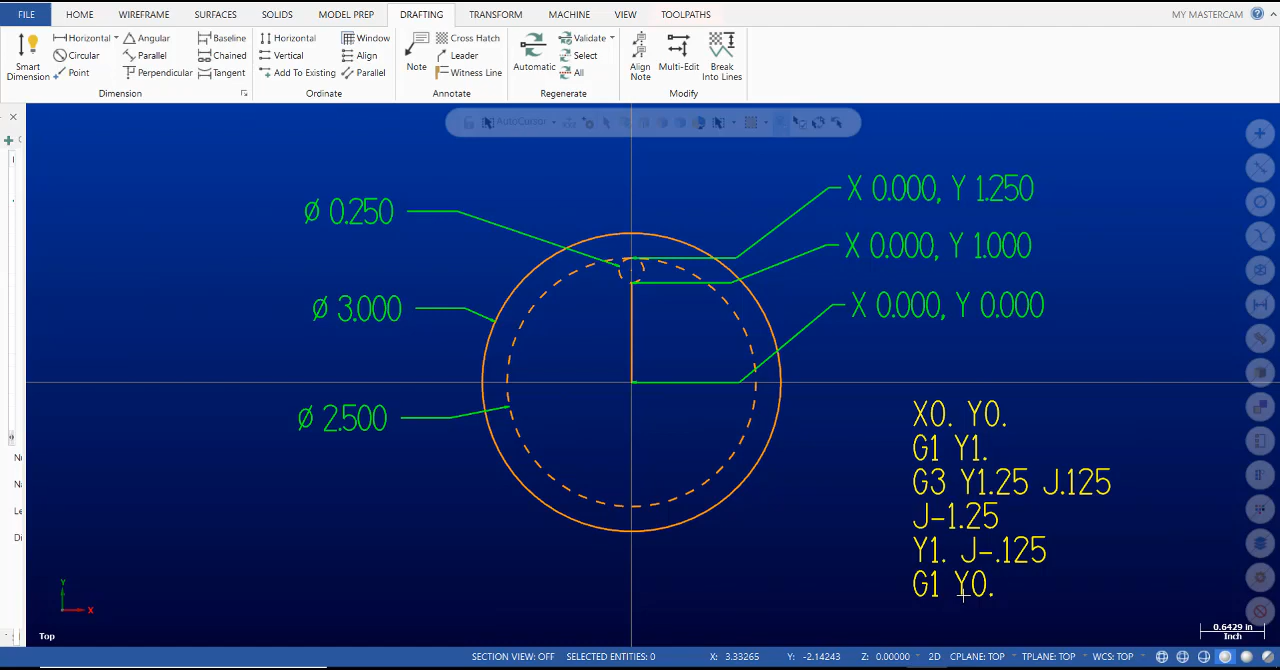 FILE HOME WIREFRAME SURFACES SOLIDS MODEL PREP DRAFTING TRANSFORM MACHINE VIEW TOOLPATHS MY MASTERCAM
Smart Dimension
Horizontal Angular Baseline
Circular Parallel Chained
Point Perpendicular Tangent
Dimension
Horizontal Window
Vertical Align
Add To Existing Parallel
Ordinate
Note
Cross Hatch
Leader
Witness Line
Annotate
Automatic
Validate
Select
All
Regenerate
Align Note
Multi-Edit
Break Into Lines
Modify
AutoCursor
Ø 0.250
Ø 3.000
Ø 2.500
X 0.000, Y 1.250
X 0.000, Y 1.000
X 0.000, Y 0.000
X0. Y0.
G1 Y1.
G3 Y1.25 J.125
J-1.25
Y1. J-.125
G1 Y0.
Y
X
Top
0.6429 in
Inch
SECTION VIEW: OFF SELECTED ENTITIES: 0 X: 3.33265 Y: -2.14243 Z: 0.00000 2D CPLANE: TOP TPLANE: TOP WCS: TOP